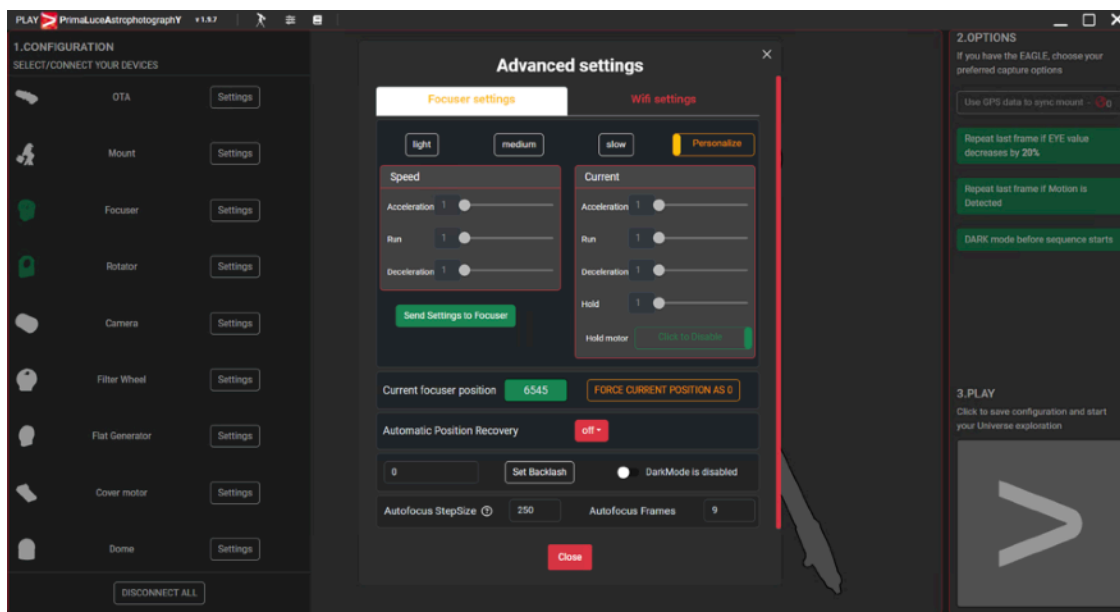 PLAY PrimaLuceAstrophotographY v1.5.7
1.CONFIGURATION
SELECT/CONNECT YOUR DEVICES
OTA Settings
Mount Settings
Focuser Settings
Rotator Settings
Camera Settings
Filter Wheel Settings
Flat Generator Settings
Cover motor Settings
Dome Settings
DISCONNECT ALL
Advanced settings
Focuser settings Wifi settings
light medium slow Personalize
Speed
Acceleration 1
Run 1
Deceleration 1
Send Settings to Focuser
Current
Acceleration 1
Run 1
Deceleration 1
Hold 1
Hold motor Click to Disable
Current focuser position 6545 FORCE CURRENT POSITION AS 0
Automatic Position Recovery off
0 Set Backlash DarkMode is disabled
Autofocus StepSize 250 Autofocus Frames 9
Close
2.OPTIONS
If you have the EAGLE, choose your
preferred capture options
Use GPS data to sync mount - 0
Repeat last frame if EYE value
decreases by 20%
Repeat last frame if Motion is
Detected
DARK mode before sequence starts
3.PLAY
Click to save configuration and start
your Universe exploration